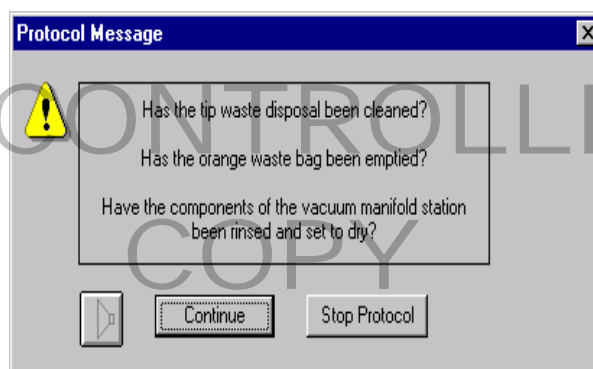 Protocol Message
Has the tip waste disposal been cleaned?
Has the orange waste bag been emptied?
Have the components of the vacuum manifold station
been rinsed and set to dry?
Continue
Stop Protocol
COPY